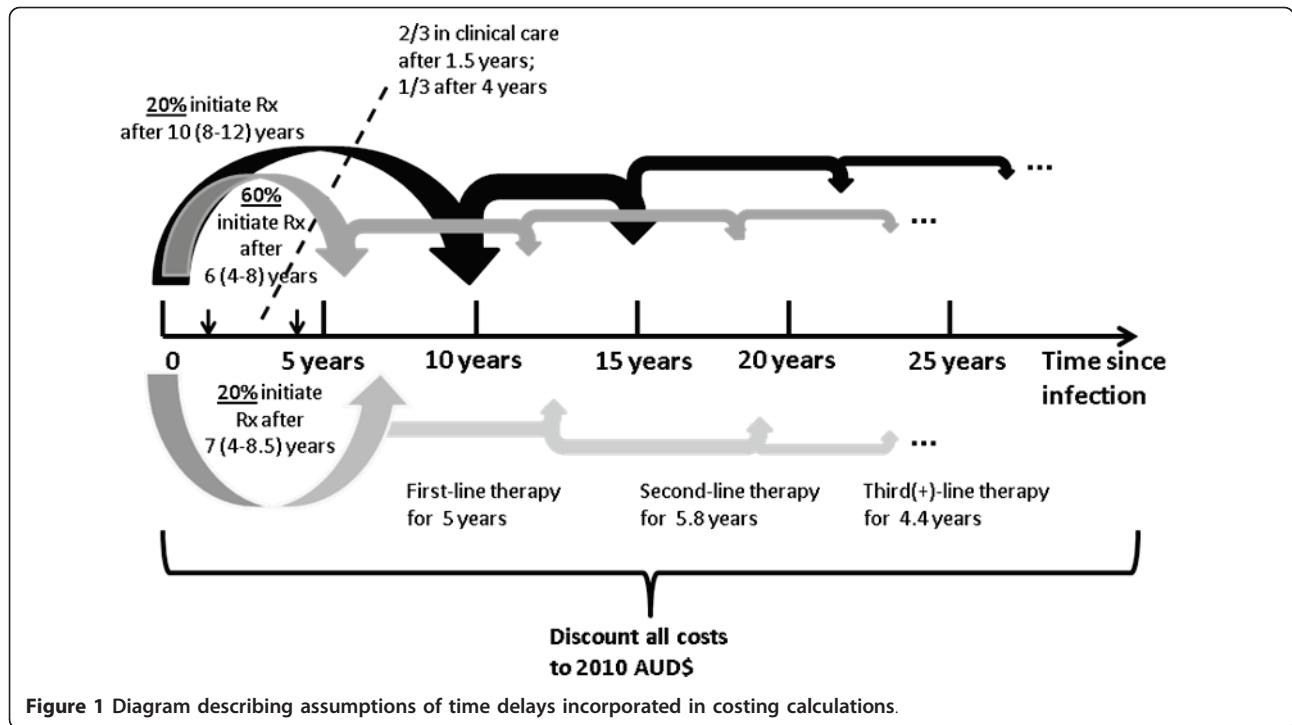 2/3 in clinical care
after 1.5 years;
1/3 after 4 years
20% initiate Rx
after 10 (8-12) years
60%
initiate Rx
after
6 (4-8) years
...
...
0
5 years
10 years
15 years
20 years
25 years
Time since
infection
20% initiate
Rx after
7 (4-8.5) years
...
First-line therapy
for 5 years
Second-line therapy
for 5.8 years
Third(+)-line therapy
for 4.4 years
Discount all costs
to 2010 AUD$
Figure 1 Diagram describing assumptions of time delays incorporated in costing calculations.